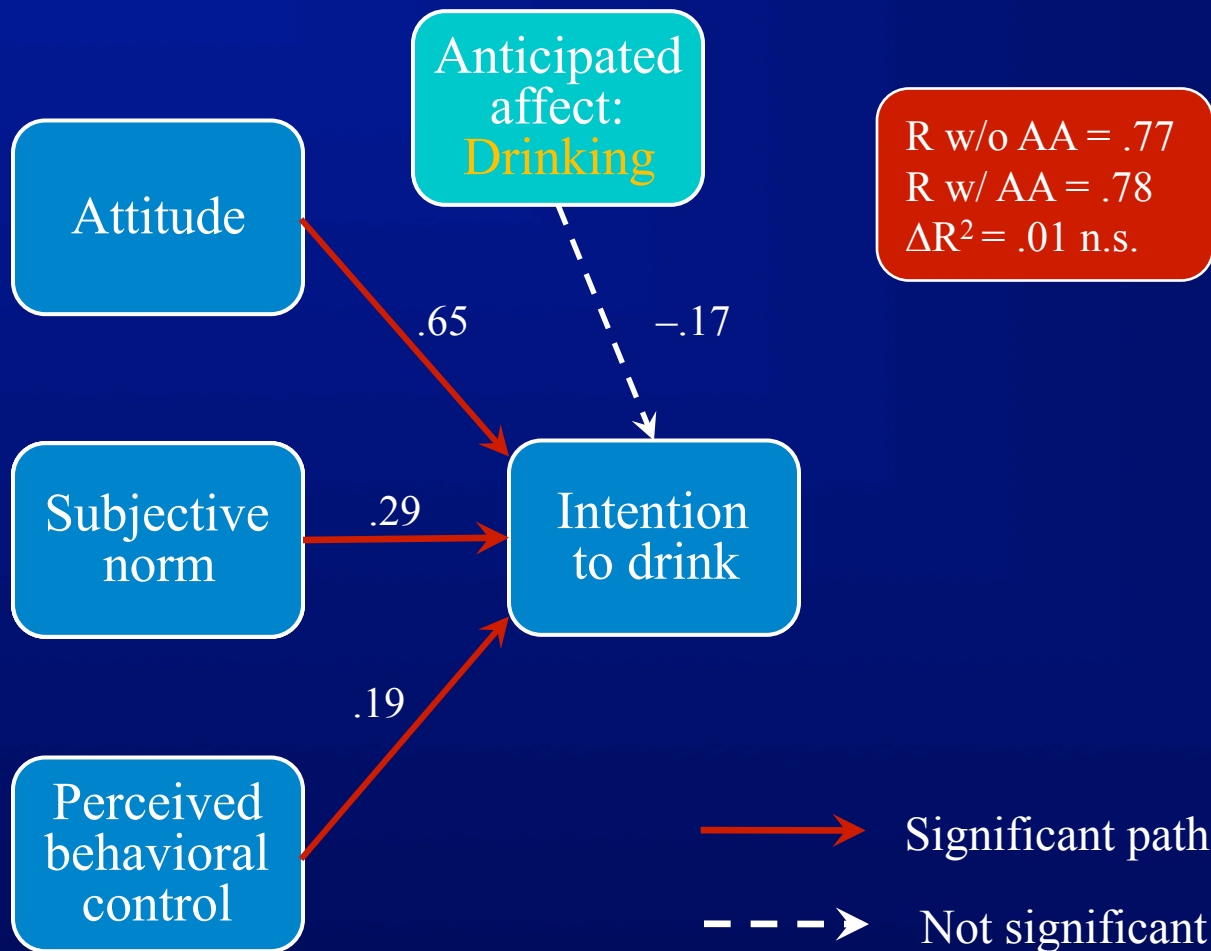 Anticipated
affect:
Drinking
R w/o AA = .77
R w/ AA = .78
ΔR² = .01 n.s.
Attitude
.65
–.17
Subjective
norm
.29
Intention
to drink
.19
Perceived
behavioral
control
Significant path
Not significant